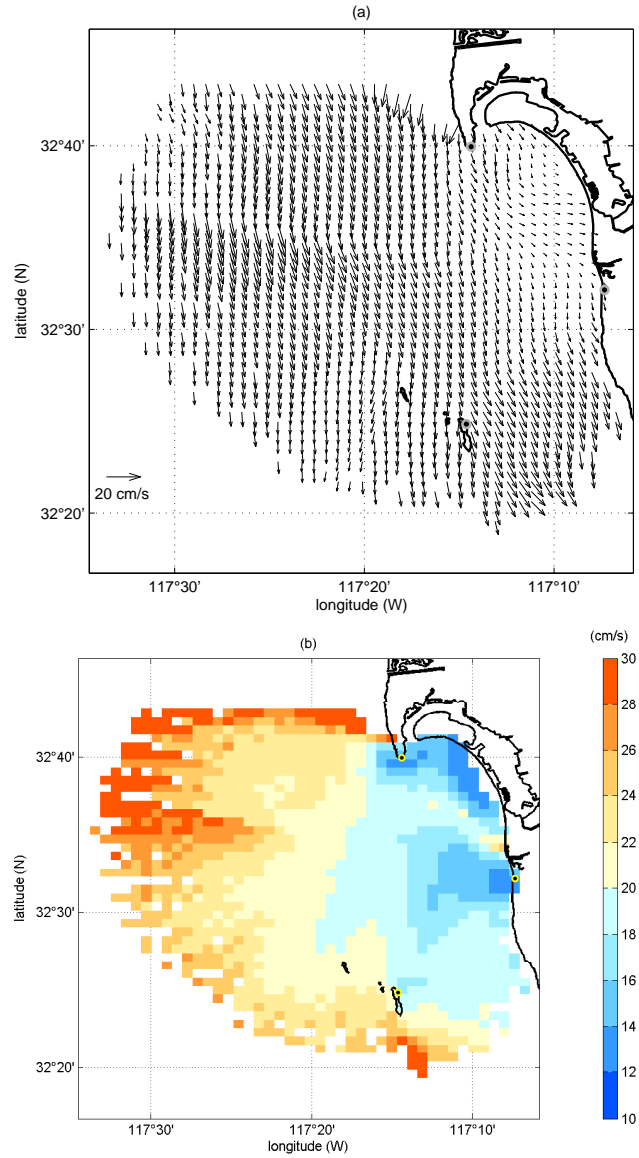 (a)
latitude (N)
32°40'
32°30'
32°20'
20 cm/s
117°30'
117°20'
117°10'
longitude (W)
(b)
(cm/s)
latitude (N)
32°40'
32°30'
32°20'
117°30'
117°20'
117°10'
longitude (W)
30
28
26
24
22
20
18
16
14
12
10